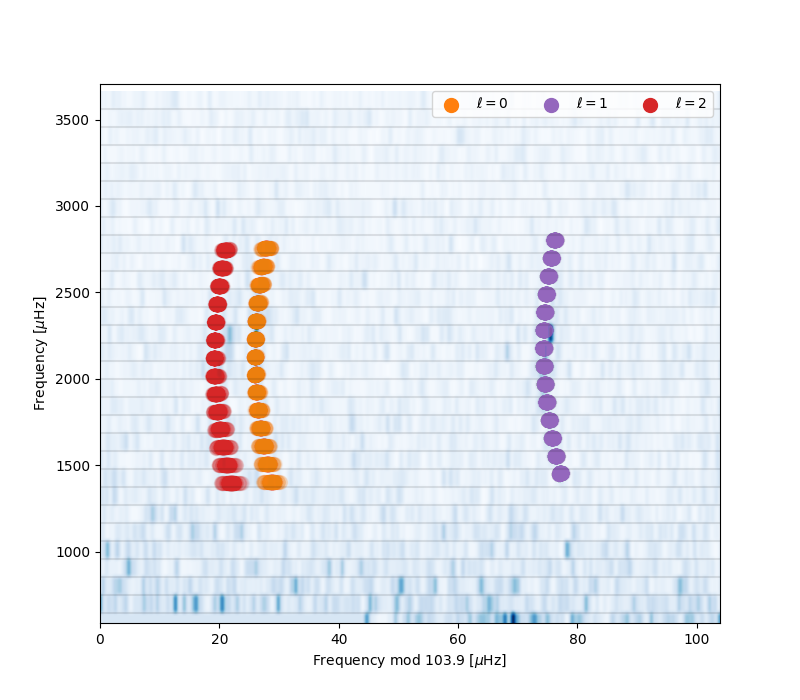 ℓ = 0 ℓ = 1 ℓ = 2
3500
3000
2500
2000
1500
1000
Frequency [μHz]
0 20 40 60 80 100
Frequency mod 103.9 [μHz]